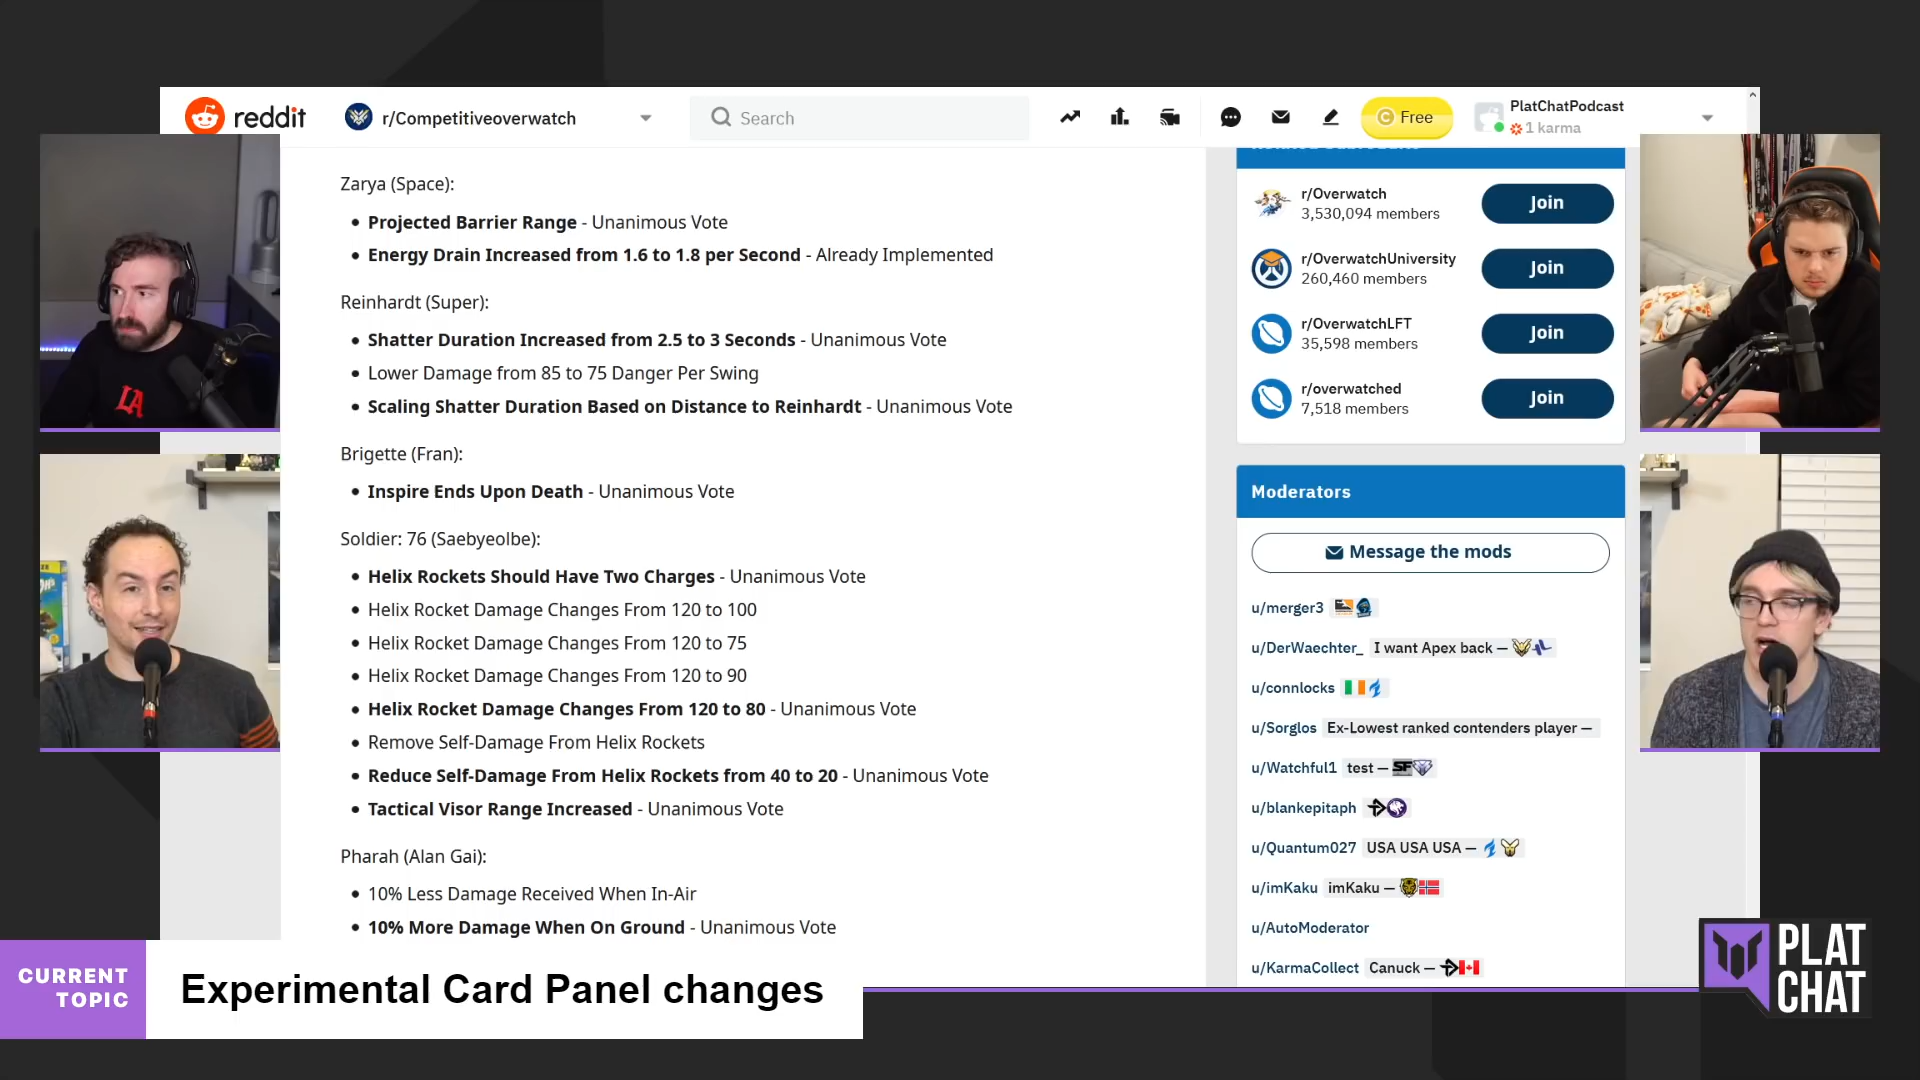 reddit
r/Competitiveoverwatch
Search
Free
PlatChatPodcast
1 karma
Zarya (Space):
Projected Barrier Range - Unanimous Vote
Energy Drain Increased from 1.6 to 1.8 per Second - Already Implemented
Reinhardt (Super):
Shatter Duration Increased from 2.5 to 3 Seconds - Unanimous Vote
Lower Damage from 85 to 75 Danger Per Swing
Scaling Shatter Duration Based on Distance to Reinhardt - Unanimous Vote
Brigette (Fran):
Inspire Ends Upon Death - Unanimous Vote
Soldier: 76 (Saebyeolbe):
Helix Rockets Should Have Two Charges - Unanimous Vote
Helix Rocket Damage Changes From 120 to 100
Helix Rocket Damage Changes From 120 to 75
Helix Rocket Damage Changes From 120 to 90
Helix Rocket Damage Changes From 120 to 80 - Unanimous Vote
Remove Self-Damage From Helix Rockets
Reduce Self-Damage From Helix Rockets from 40 to 20 - Unanimous Vote
Tactical Visor Range Increased - Unanimous Vote
Pharah (Alan Gai):
10% Less Damage Received When In-Air
10% More Damage When On Ground - Unanimous Vote
r/Overwatch
3,530,094 members
Join
r/OverwatchUniversity
260,460 members
Join
r/OverwatchLFT
35,598 members
Join
r/overwatched
7,518 members
Join
Moderators
Message the mods
u/merger3
u/DerWaechter_ I want Apex back —
u/connlocks
u/Sorglos Ex-Lowest ranked contenders player —
u/Watchful1 test — SF
u/blankepitaph
u/Quantum027 USA USA USA —
u/imKaku imKaku —
u/AutoModerator
u/KarmaCollect Canuck —
LA
CURRENT
TOPIC
Experimental Card Panel changes
PLAT
CHAT